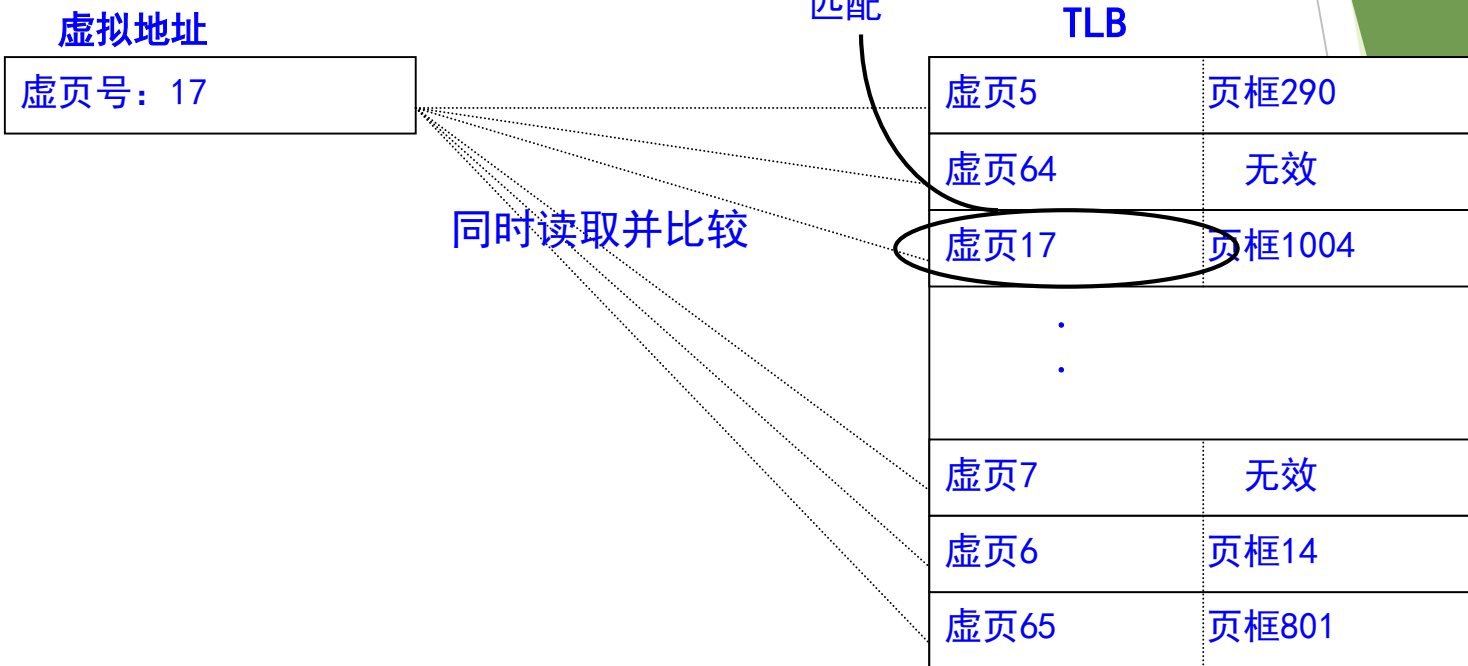 匹配
虚拟地址
TLB
虚页号：17
虚页5 页框290
虚页64 无效
同时读取并比较
虚页17 页框1004
.
.
虚页7 无效
虚页6 页框14
虚页65 页框801